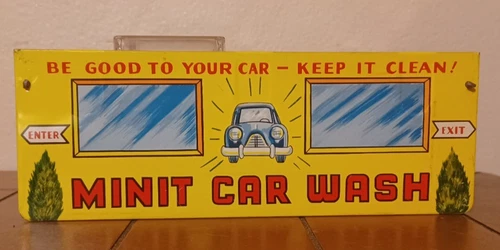 BE GOOD TO YOUR CAR – KEEP IT CLEAN!
ENTER
EXIT
MINIT CAR WASH